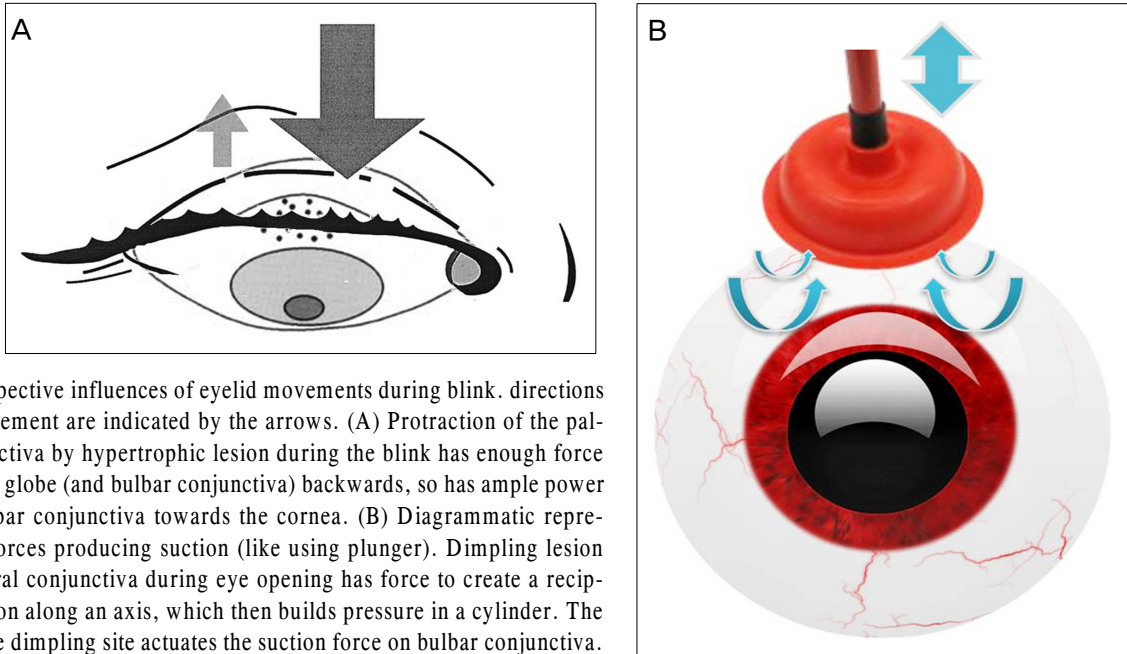 A
B
pective influences of eyelid movements during blink. directions
ement are indicated by the arrows. (A) Protraction of the pal-
ctiva by hypertrophic lesion during the blink has enough force
globe (and bulbar conjunctiva) backwards, so has ample power
bar conjunctiva towards the cornea. (B) Diagrammatic repre-
orces producing suction (like using plunger). Dimpling lesion
ral conjunctiva during eye opening has force to create a recip-
on along an axis, which then builds pressure in a cylinder. The
e dimpling site actuates the suction force on bulbar conjunctiva.